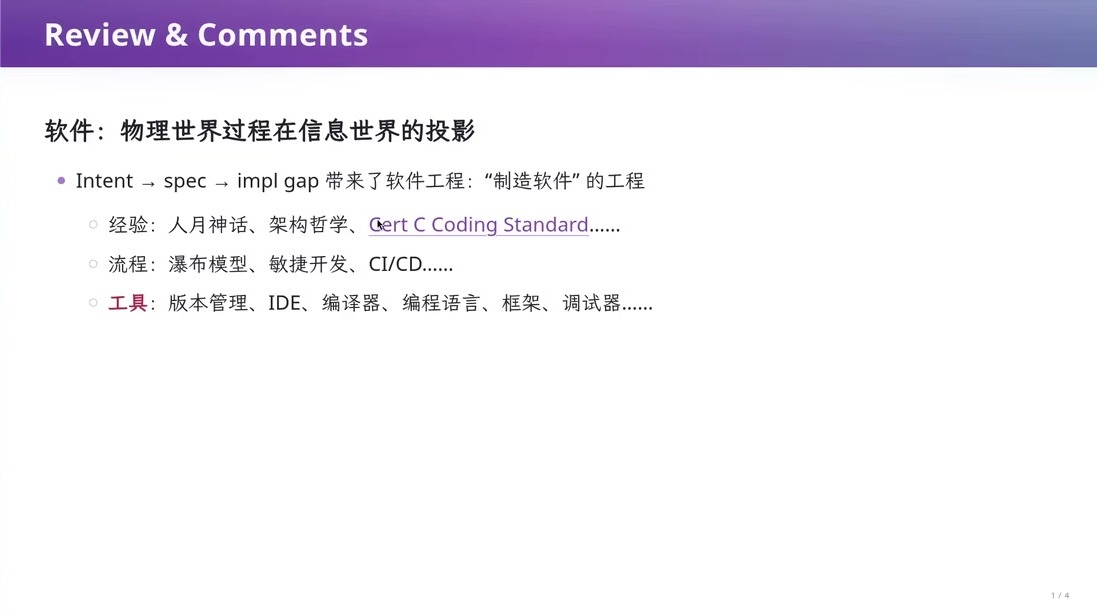 Review & Comments
软件：物理世界过程在信息世界的投影
Intent → spec → impl gap 带来了软件工程：“制造软件” 的工程
经验：人月神话、架构哲学、Cert C Coding Standard……
流程：瀑布模型、敏捷开发、CI/CD……
工具：版本管理、IDE、编译器、编程语言、框架、调试器……
1 / 4